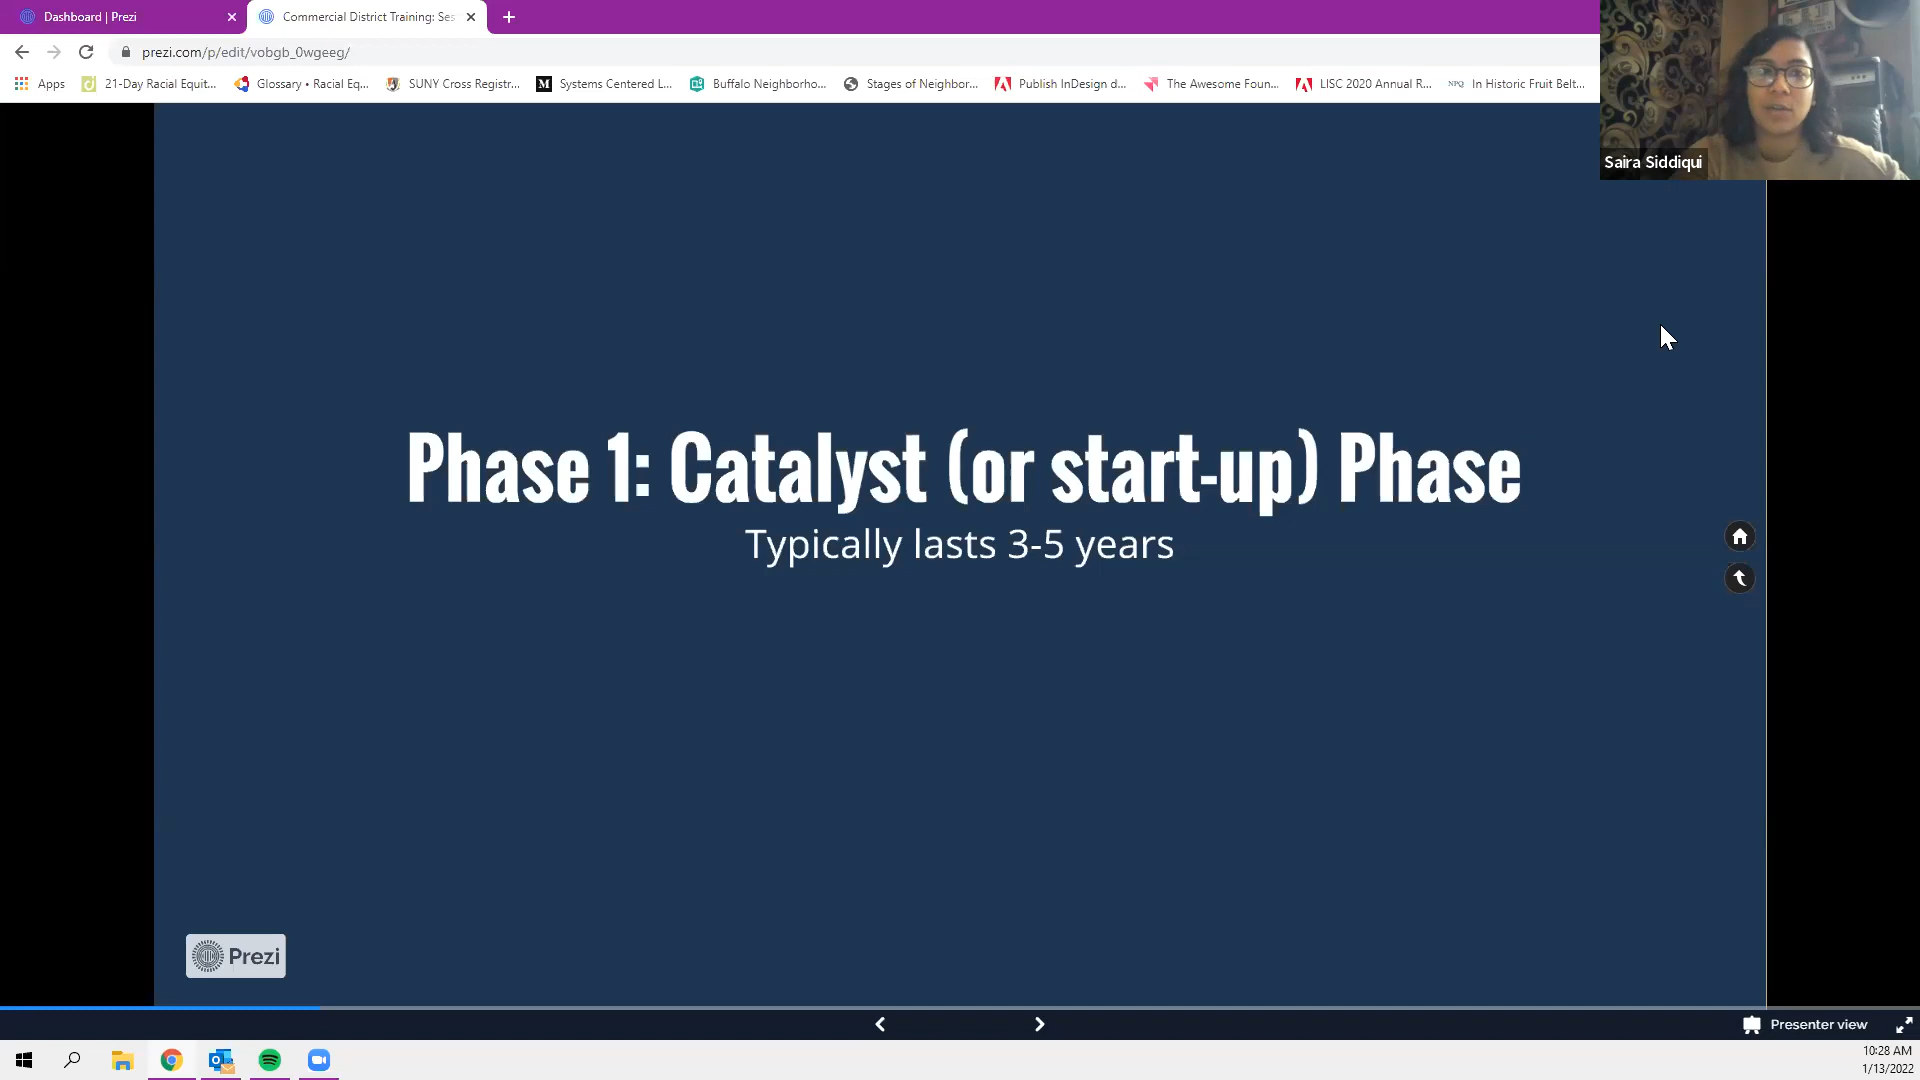 Dashboard | Prezi
Commercial District Training: Ses
prezi.com/p/edit/vobgb_0wgeeg/
Apps
21-Day Racial Equit...
Glossary • Racial Eq...
SUNY Cross Registr...
M
Systems Centered L...
Buffalo Neighborho...
Stages of Neighbor...
Publish InDesign d...
The Awesome Foun...
LISC 2020 Annual R...
NPQ
In Historic Fruit Belt...
Saira Siddiqui
Phase 1: Catalyst (or start-up) Phase
Typically lasts 3-5 years
Prezi
Presenter view
10:28 AM
1/13/2022